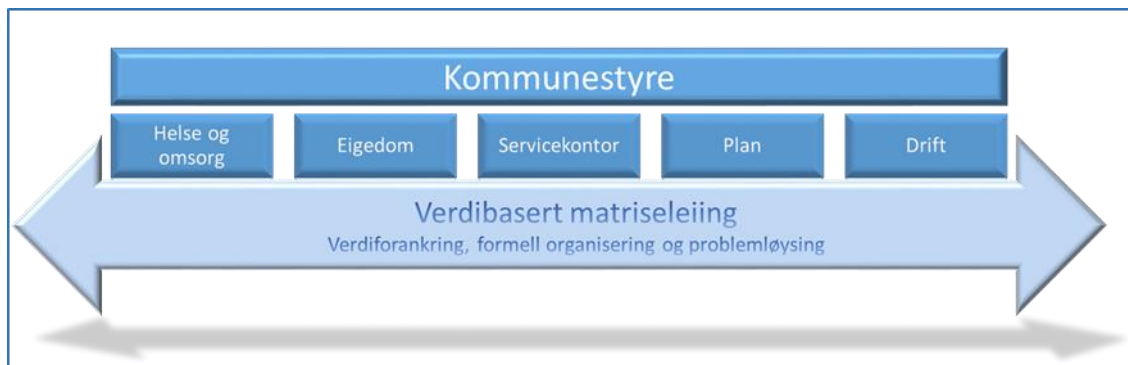 Kommunestyre
Helse og
omsorg
Eigedom
Servicekontor
Plan
Drift
Verdibasert matriseleiing
Verdiforankring, formell organisering og problemløysing